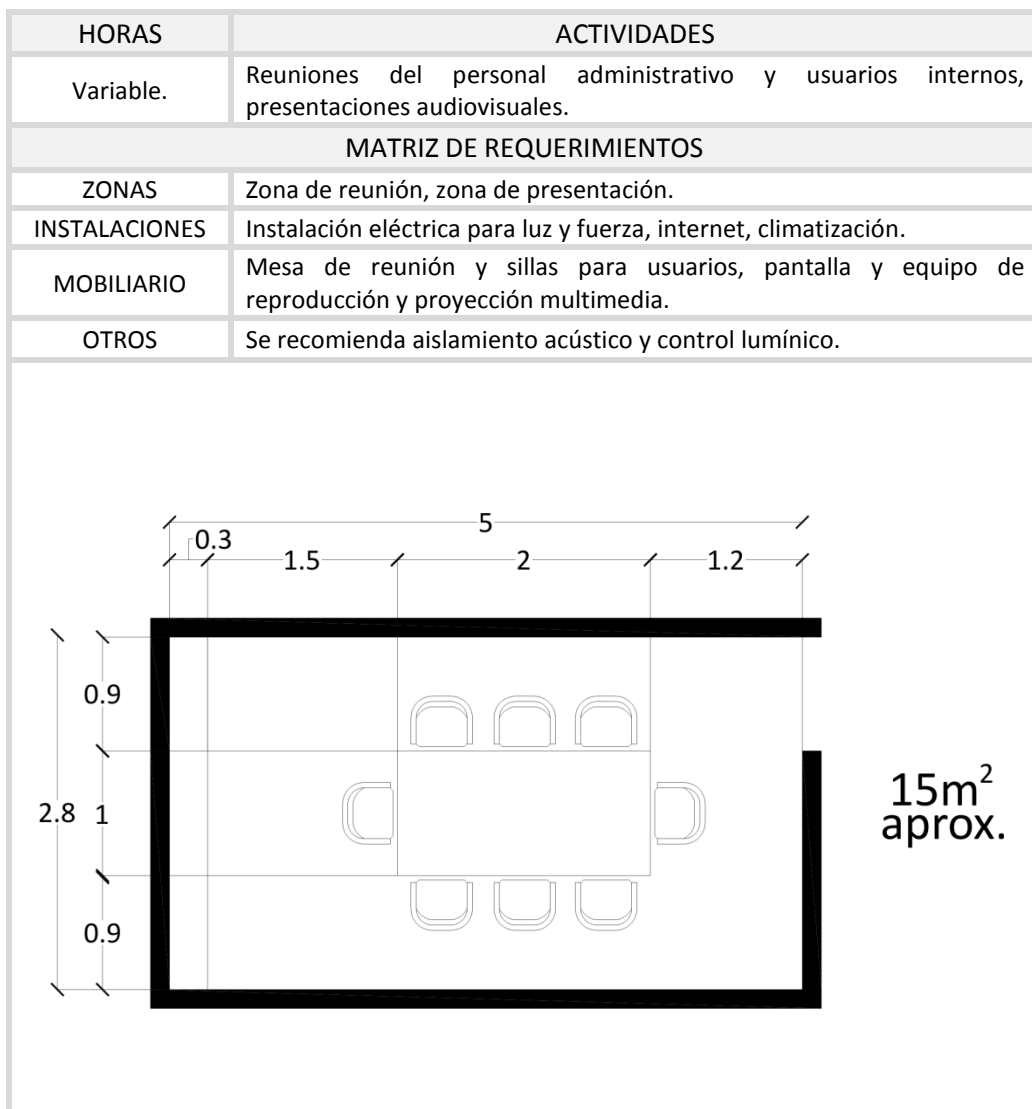 HORAS ACTIVIDADES
Variable. Reuniones del personal administrativo y usuarios internos,
presentaciones audiovisuales.
MATRIZ DE REQUERIMIENTOS
ZONAS Zona de reunión, zona de presentación.
INSTALACIONES Instalación eléctrica para luz y fuerza, internet, climatización.
MOBILIARIO Mesa de reunión y sillas para usuarios, pantalla y equipo de
reproducción y proyección multimedia.
OTROS Se recomienda aislamiento acústico y control lumínico.
5
0.3
1.5 2 1.2
0.9
2.8 1
0.9
15m²
aprox.